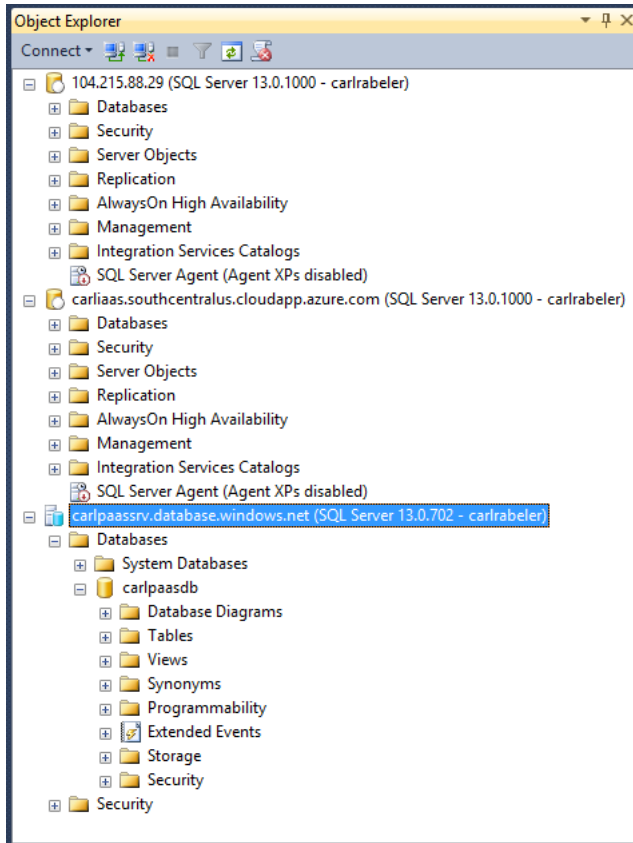 Object Explorer
Connect
104.215.88.29 (SQL Server 13.0.1000 - carlrabeler)
Databases
Security
Server Objects
Replication
AlwaysOn High Availability
Management
Integration Services Catalogs
SQL Server Agent (Agent XPs disabled)
carliaas.southcentralus.cloudapp.azure.com (SQL Server 13.0.1000 - carlrabeler)
Databases
Security
Server Objects
Replication
AlwaysOn High Availability
Management
Integration Services Catalogs
SQL Server Agent (Agent XPs disabled)
carlpaassrv.database.windows.net (SQL Server 13.0.702 - carlrabeler)
Databases
System Databases
carlpaasdb
Database Diagrams
Tables
Views
Synonyms
Programmability
Extended Events
Storage
Security
Security